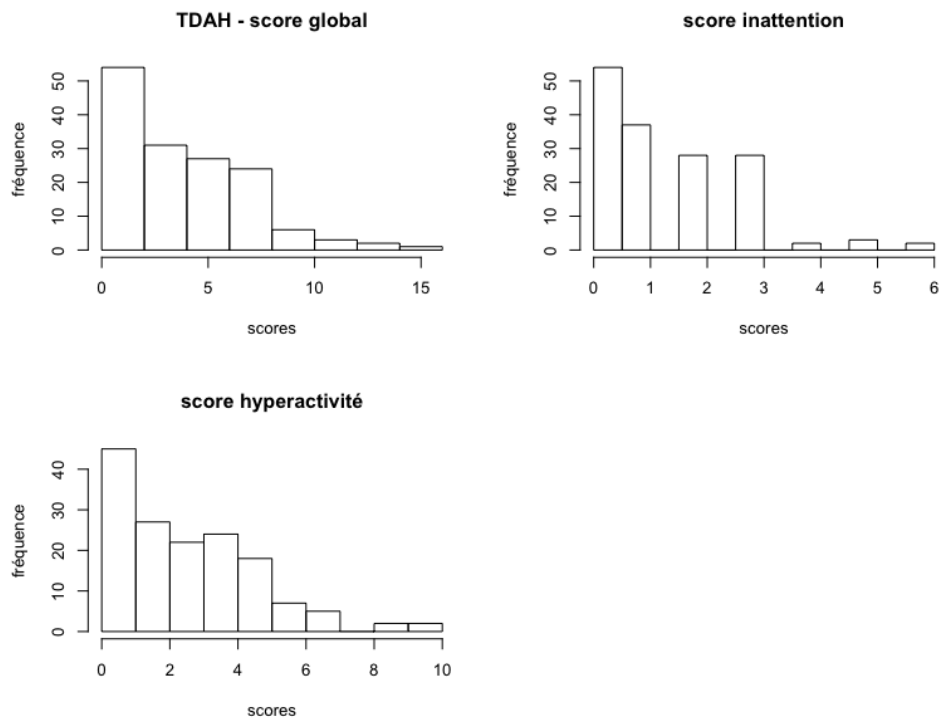 TDAH - score global
fréquence
0 10 20 30 40 50
0 5 10 15
scores
score inattention
fréquence
0 10 20 30 40 50
0 1 2 3 4 5 6
scores
score hyperactivité
fréquence
0 10 20 30 40
0 2 4 6 8 10
scores